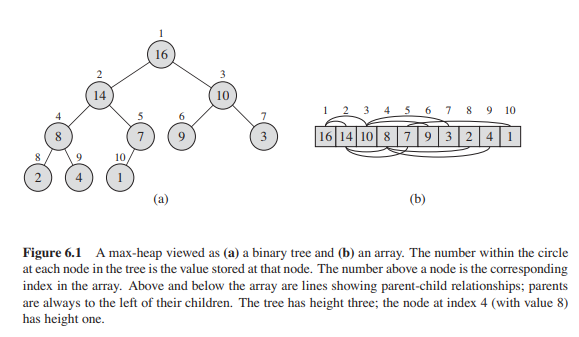 1
16
2 3
14 10
4 5 6 7
8 7 9 3
8 9 10
2 4 1
(a)
1 2 3 4 5 6 7 8 9 10
16 14 10 8 7 9 3 2 4 1
(b)
Figure 6.1 A max-heap viewed as (a) a binary tree and (b) an array. The number within the circle
at each node in the tree is the value stored at that node. The number above a node is the corresponding
index in the array. Above and below the array are lines showing parent-child relationships; parents
are always to the left of their children. The tree has height three; the node at index 4 (with value 8)
has height one.